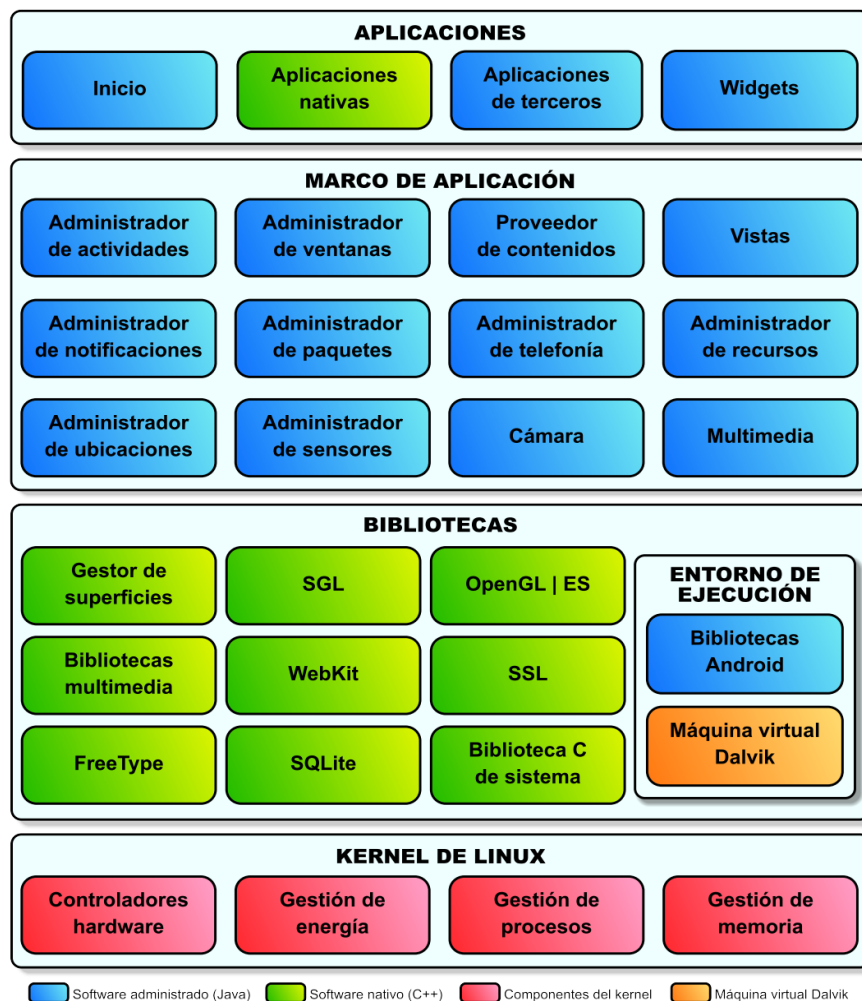 APLICACIONES
Inicio
Aplicaciones
nativas
Aplicaciones
de terceros
Widgets
MARCO DE APLICACIÓN
Administrador
de actividades
Administrador
de ventanas
Proveedor
de contenidos
Vistas
Administrador
de notificaciones
Administrador
de paquetes
Administrador
de telefonía
Administrador
de recursos
Administrador
de ubicaciones
Administrador
de sensores
Cámara
Multimedia
BIBLIOTECAS
Gestor de
superficies
SGL
OpenGL | ES
Bibliotecas
multimedia
WebKit
SSL
FreeType
SQLite
Biblioteca C
de sistema
ENTORNO DE
EJECUCIÓN
Bibliotecas
Android
Máquina virtual
Dalvik
KERNEL DE LINUX
Controladores
hardware
Gestión de
energía
Gestión de
procesos
Gestión de
memoria
Software administrado (Java)
Software nativo (C++)
Componentes del kernel
Máquina virtual Dalvik